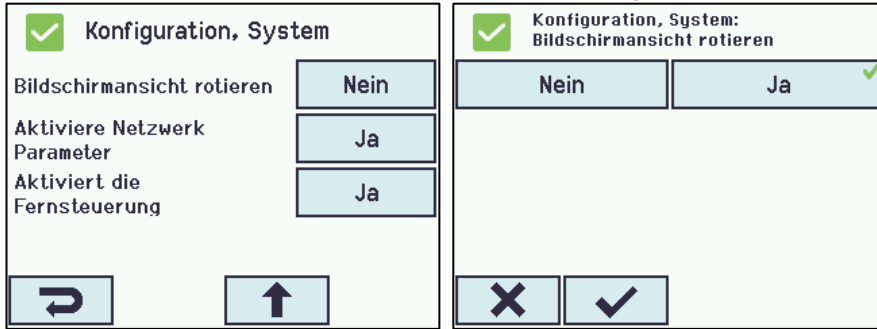 Konfiguration, System
Bildschirmansicht rotieren
Nein
Aktiviere Netzwerk
Parameter
Ja
Aktiviert die
Fernsteuerung
Ja
Konfiguration, System:
Bildschirmansicht rotieren
Nein
Ja